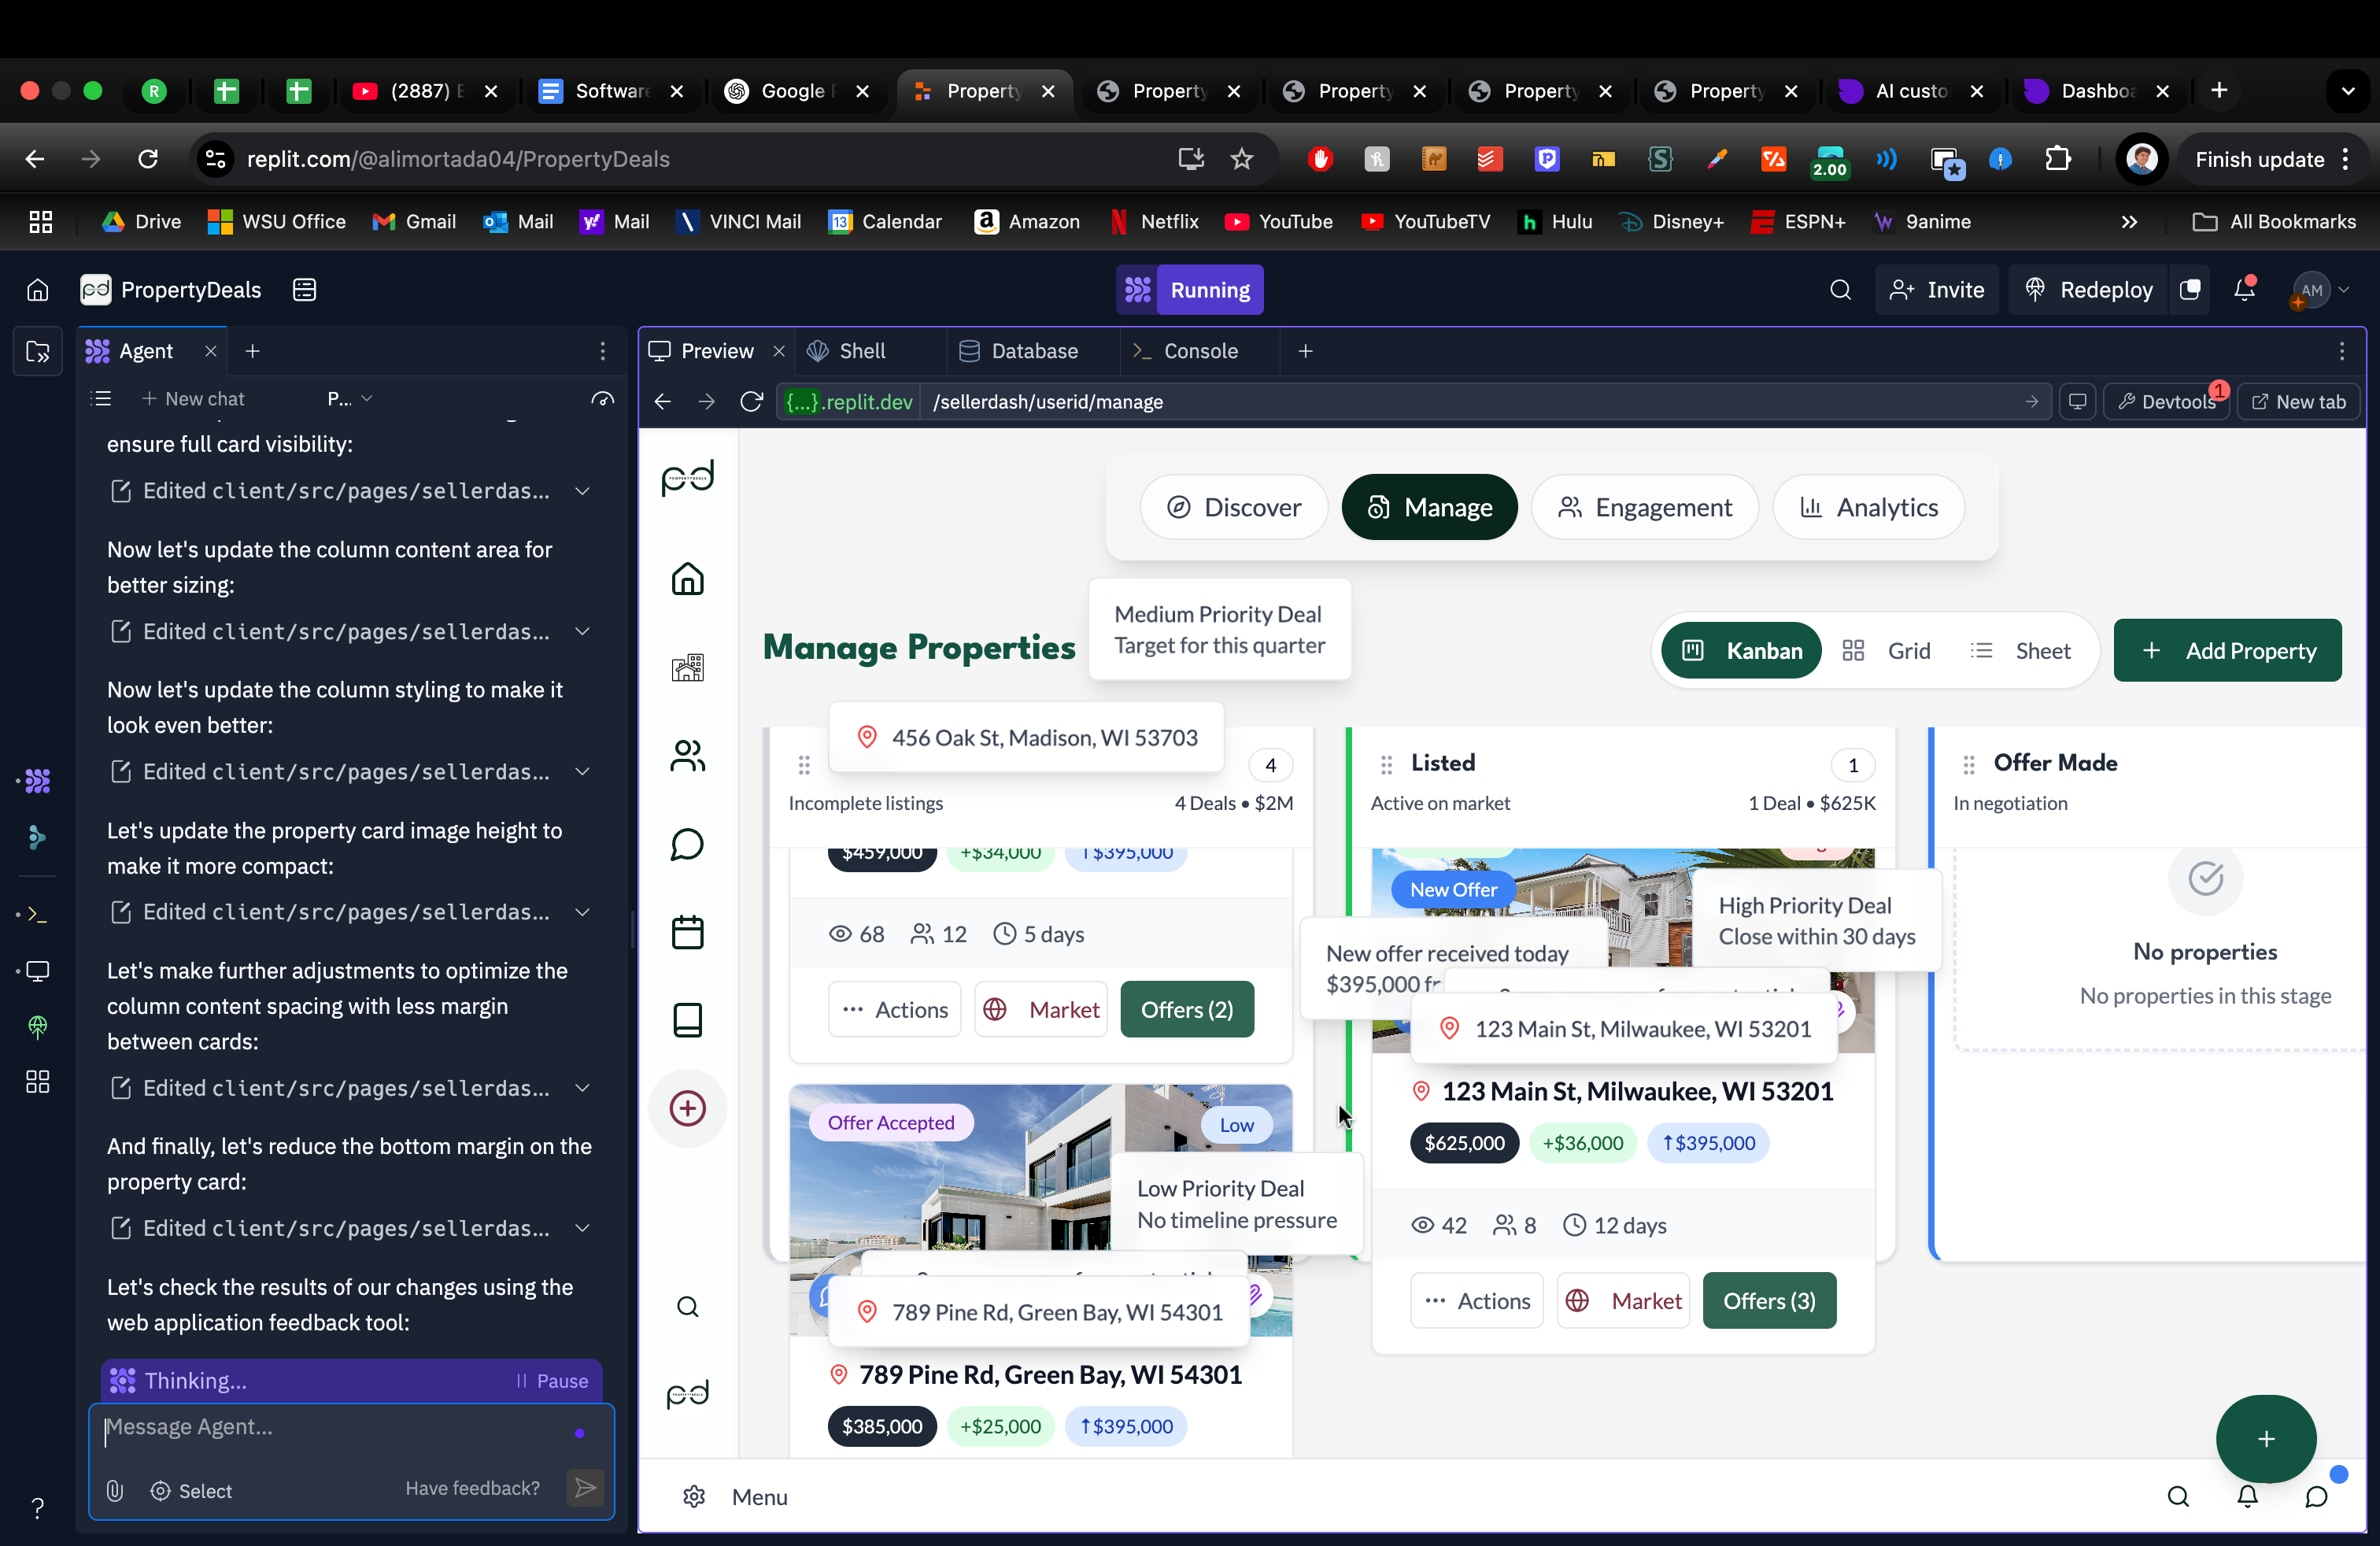 R
(2887) E
Software
Google F
Property
Property
Property
Property
Property
AI custo
Dashboa
replit.com/@alimortada04/PropertyDeals
2.00
Finish update
Drive
WSU Office
Gmail
Mail
Mail
VINCI Mail
13
Calendar
Amazon
Netflix
YouTube
YouTubeTV
Hulu
Disney+
ESPN+
9anime
All Bookmarks
pd
PropertyDeals
Running
Invite
Redeploy
AM
Agent
New chat
P...
ensure full card visibility:
Edited client/src/pages/sellerdas...
Now let's update the column content area for
better sizing:
Edited client/src/pages/sellerdas...
Now let's update the column styling to make it
look even better:
Edited client/src/pages/sellerdas...
Let's update the property card image height to
make it more compact:
Edited client/src/pages/sellerdas...
Let's make further adjustments to optimize the
column content spacing with less margin
between cards:
Edited client/src/pages/sellerdas...
And finally, let's reduce the bottom margin on the
property card:
Edited client/src/pages/sellerdas...
Let's check the results of our changes using the
web application feedback tool:
Thinking...
Pause
Message Agent...
Select
Have feedback?
?
Preview
Shell
Database
Console
{...}.replit.dev
/sellerdash/userid/manage
Devtools
1
New tab
pd
Discover
Manage
Engagement
Analytics
Manage Properties
Medium Priority Deal
Target for this quarter
Kanban
Grid
Sheet
+ Add Property
456 Oak St, Madison, WI 53703
4
Incomplete listings
4 Deals • $2M
$459,000
+$34,000
↑$395,000
68
12
5 days
Actions
Market
Offers (2)
Offer Accepted
Low
Low Priority Deal
No timeline pressure
789 Pine Rd, Green Bay, WI 54301
789 Pine Rd, Green Bay, WI 54301
$385,000
+$25,000
↑$395,000
Listed
1
Active on market
1 Deal • $625K
New Offer
High Priority Deal
Close within 30 days
New offer received today
$395,000 fr
123 Main St, Milwaukee, WI 53201
123 Main St, Milwaukee, WI 53201
$625,000
+$36,000
↑$395,000
42
8
12 days
Actions
Market
Offers (3)
Offer Made
In negotiation
No properties
No properties in this stage
pd
Menu